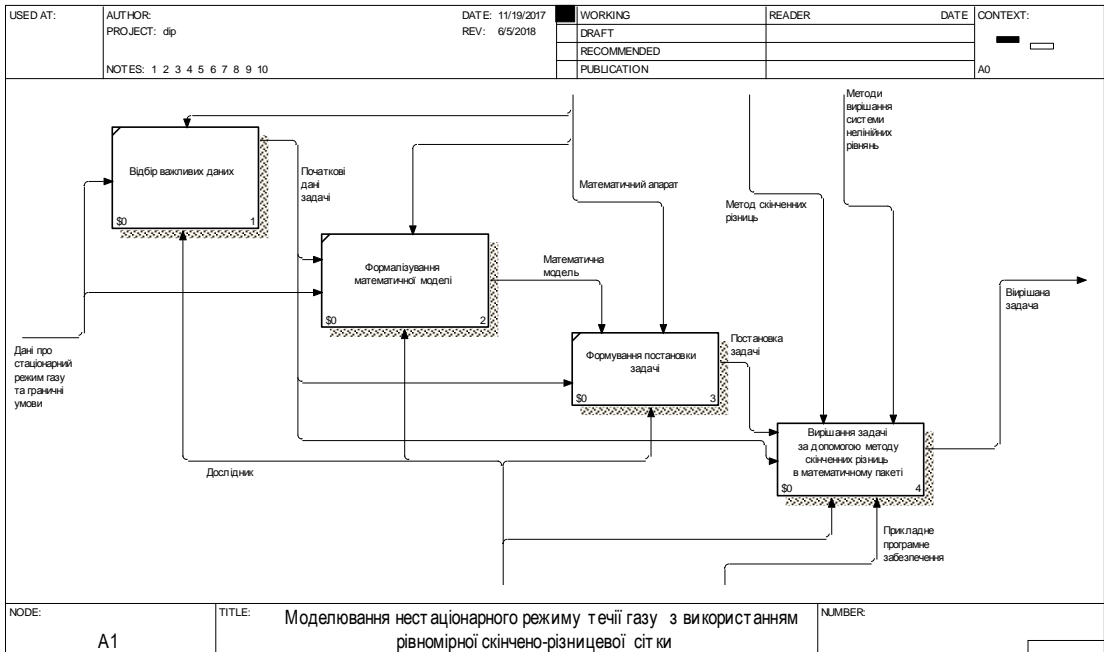 USED AT:
AUTHOR:
DATE: 11/19/2017
PROJECT: dip
REV: 6/5/2018
NOTES: 1 2 3 4 5 6 7 8 9 10
WORKING
DRAFT
RECOMMENDED
PUBLICATION
READER
DATE
CONTEXT:
A0
Відбір важливих даних
$0
1
Початкові
дані
задачі
Математичний апарат
Метод скінченних
різниць
Методи
вирішання
системи
нелінійних
рівнянь
Формалізування
математичної моделі
$0
2
Математична
модель
Дані про
стаціонарний
режим газу
та граничні
умови
Формування постановки
задачі
$0
3
Постановка
задачі
Віирішана
задача
Вирішання задачі
за допомогою методу
скінченних різниць
в математичному пакеті
$0
4
Дослідник
Прикладне
програмне
забезпечення
NODE:
A1
TITLE:
Моделювання нестаціонарного режиму течії газу з використанням
рівномірної скінчено-різницевої сітки
NUMBER: